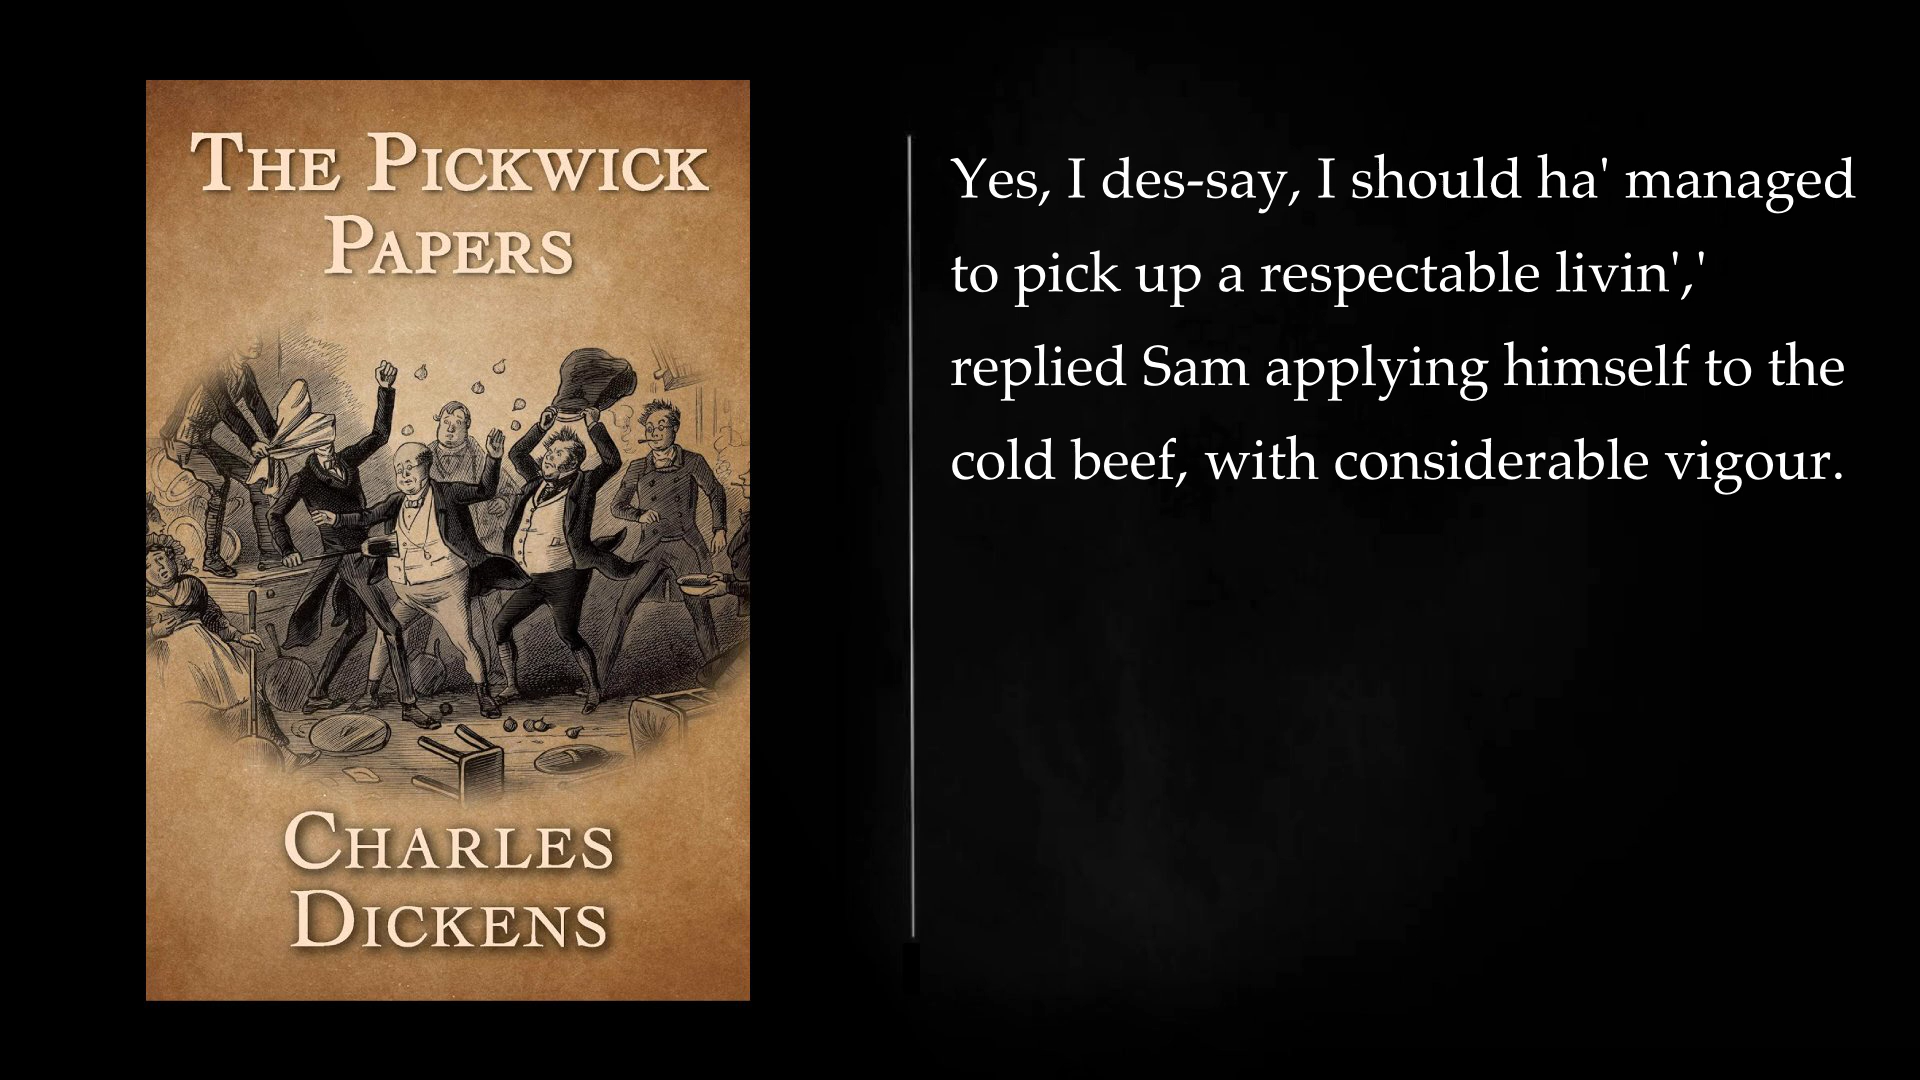 THE PICKWICK
PAPERS
CHARLES
DICKENS
Yes, I des-say, I should ha' managed
to pick up a respectable livin','
replied Sam applying himself to the
cold beef, with considerable vigour.